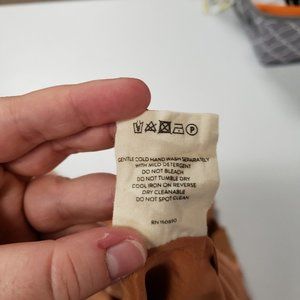 P
GENTLE COLD HAND WASH SEPARATELY
WITH MILD DETERGENT
DO NOT BLEACH
DO NOT TUMBLE DRY
COOL IRON ON REVERSE
DRY CLEANABLE
DO NOT SPOT CLEAN
RN 160690